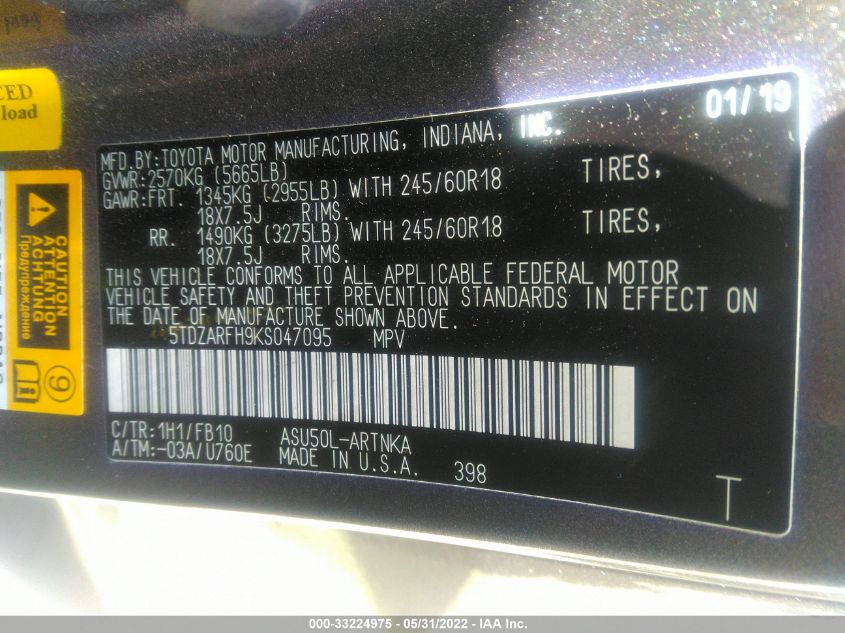 CED
load
01/19
MFD.BY:TOYOTA MOTOR MANUFACTURING, INDIANA, INC.
GVWR:2570KG (5665LB)
GAWR:FRT. 1345KG (2955LB) WITH 245/60R18 TIRES,
18X7.5J RIMS.
RR. 1490KG (3275LB) WITH 245/60R18 TIRES,
18X7.5J RIMS.
THIS VEHICLE CONFORMS TO ALL APPLICABLE FEDERAL MOTOR
VEHICLE SAFETY AND THEFT PREVENTION STANDARDS IN EFFECT ON
THE DATE OF MANUFACTURE SHOWN ABOVE.
5TDZARFH9KS047095 MPV
C/TR:1H1/FB10 ASU50L-ARTNKA
A/TM:-03A/U760E MADE IN U.S.A. 398
T
CAUTION
ATTENTION
ACHTUNG
Предупреждение
9
000-33224975 - 05/31/2022 - IAA Inc.